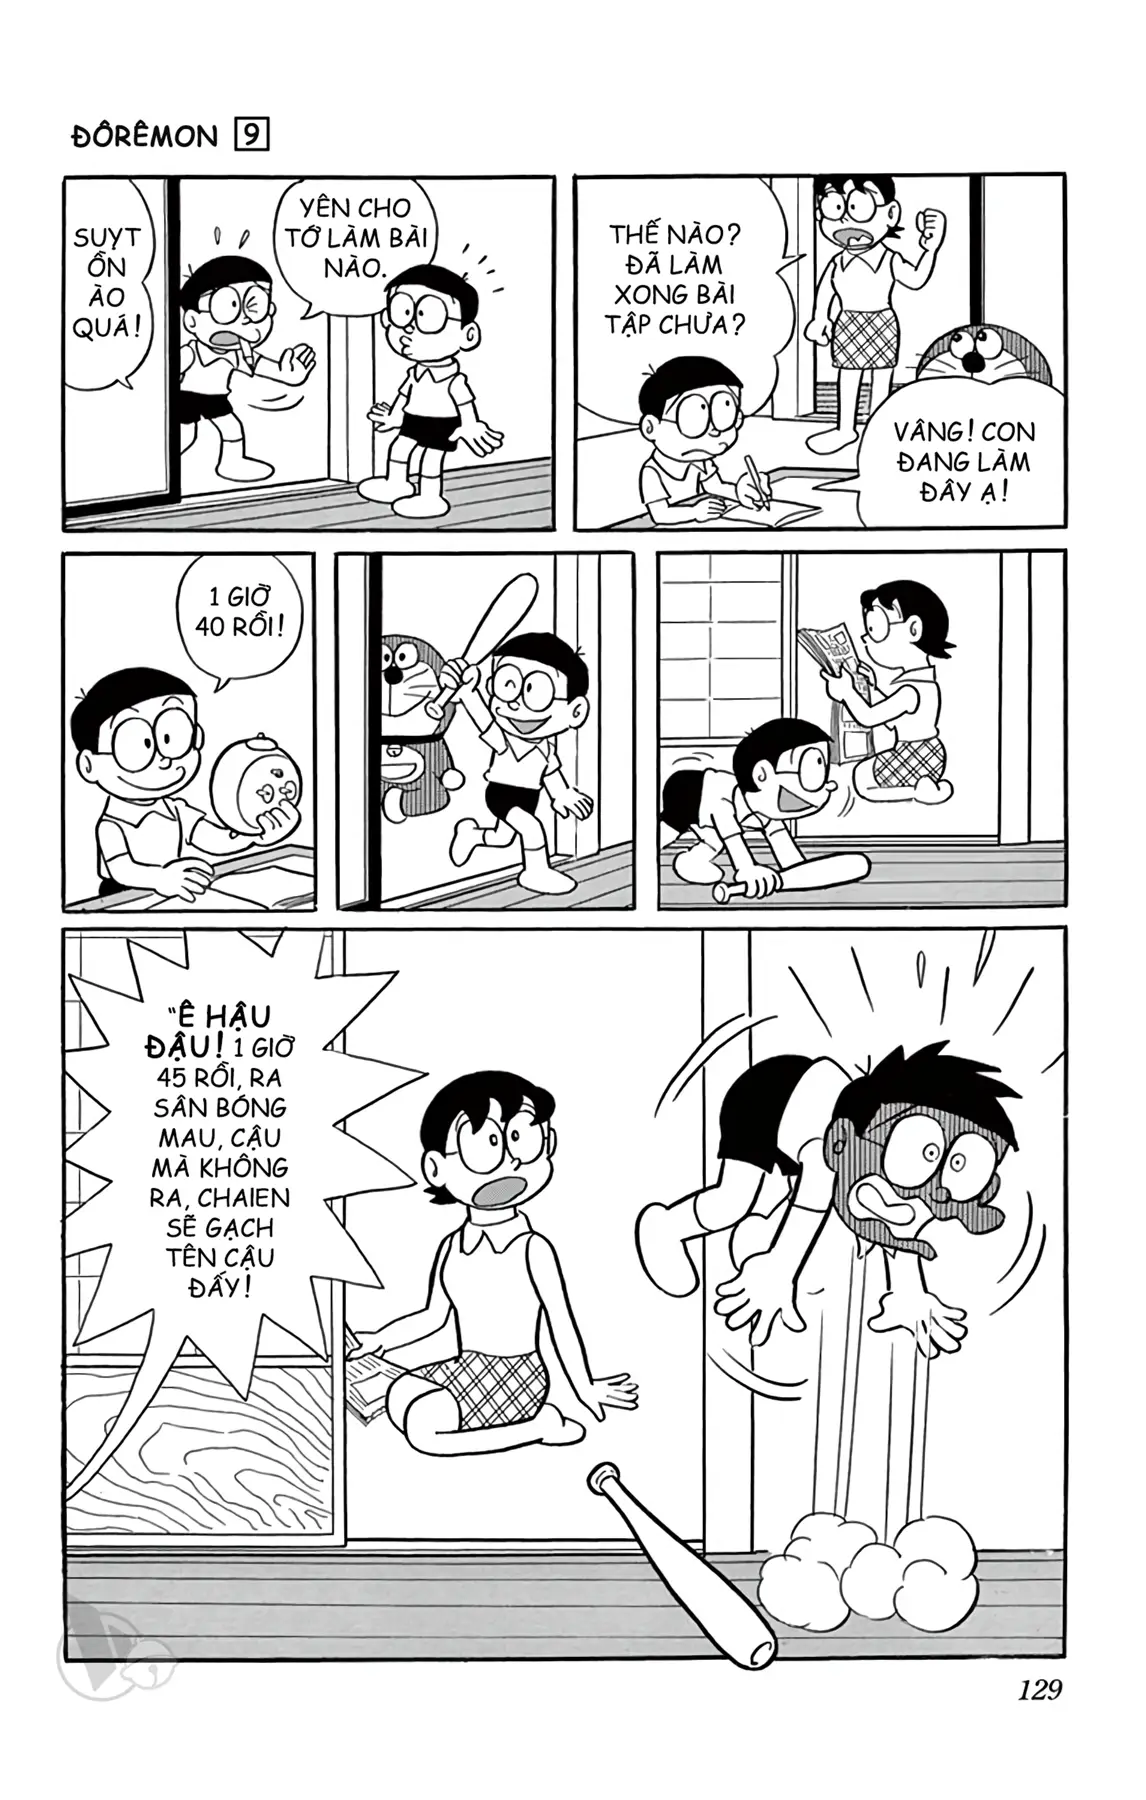 ĐÔRÊMON 9
SUỴT
ỒN
ÀO
QUÁ!
YÊN CHO
TỚ LÀM BÀI
NÀO.
THẾ NÀO?
ĐÃ LÀM
XONG BÀI
TẬP CHƯA?
VÂNG! CON
ĐANG LÀM
ĐÂY Ạ!
1 GIỜ
40 RỒI!
"Ê HẬU
ĐẬU! 1 GIỜ
45 RỒI, RA
SÂN BÓNG
MAU, CẬU
MÀ KHÔNG
RA, CHAIEN
SẼ GẠCH
TÊN CẬU
ĐẤY!
129